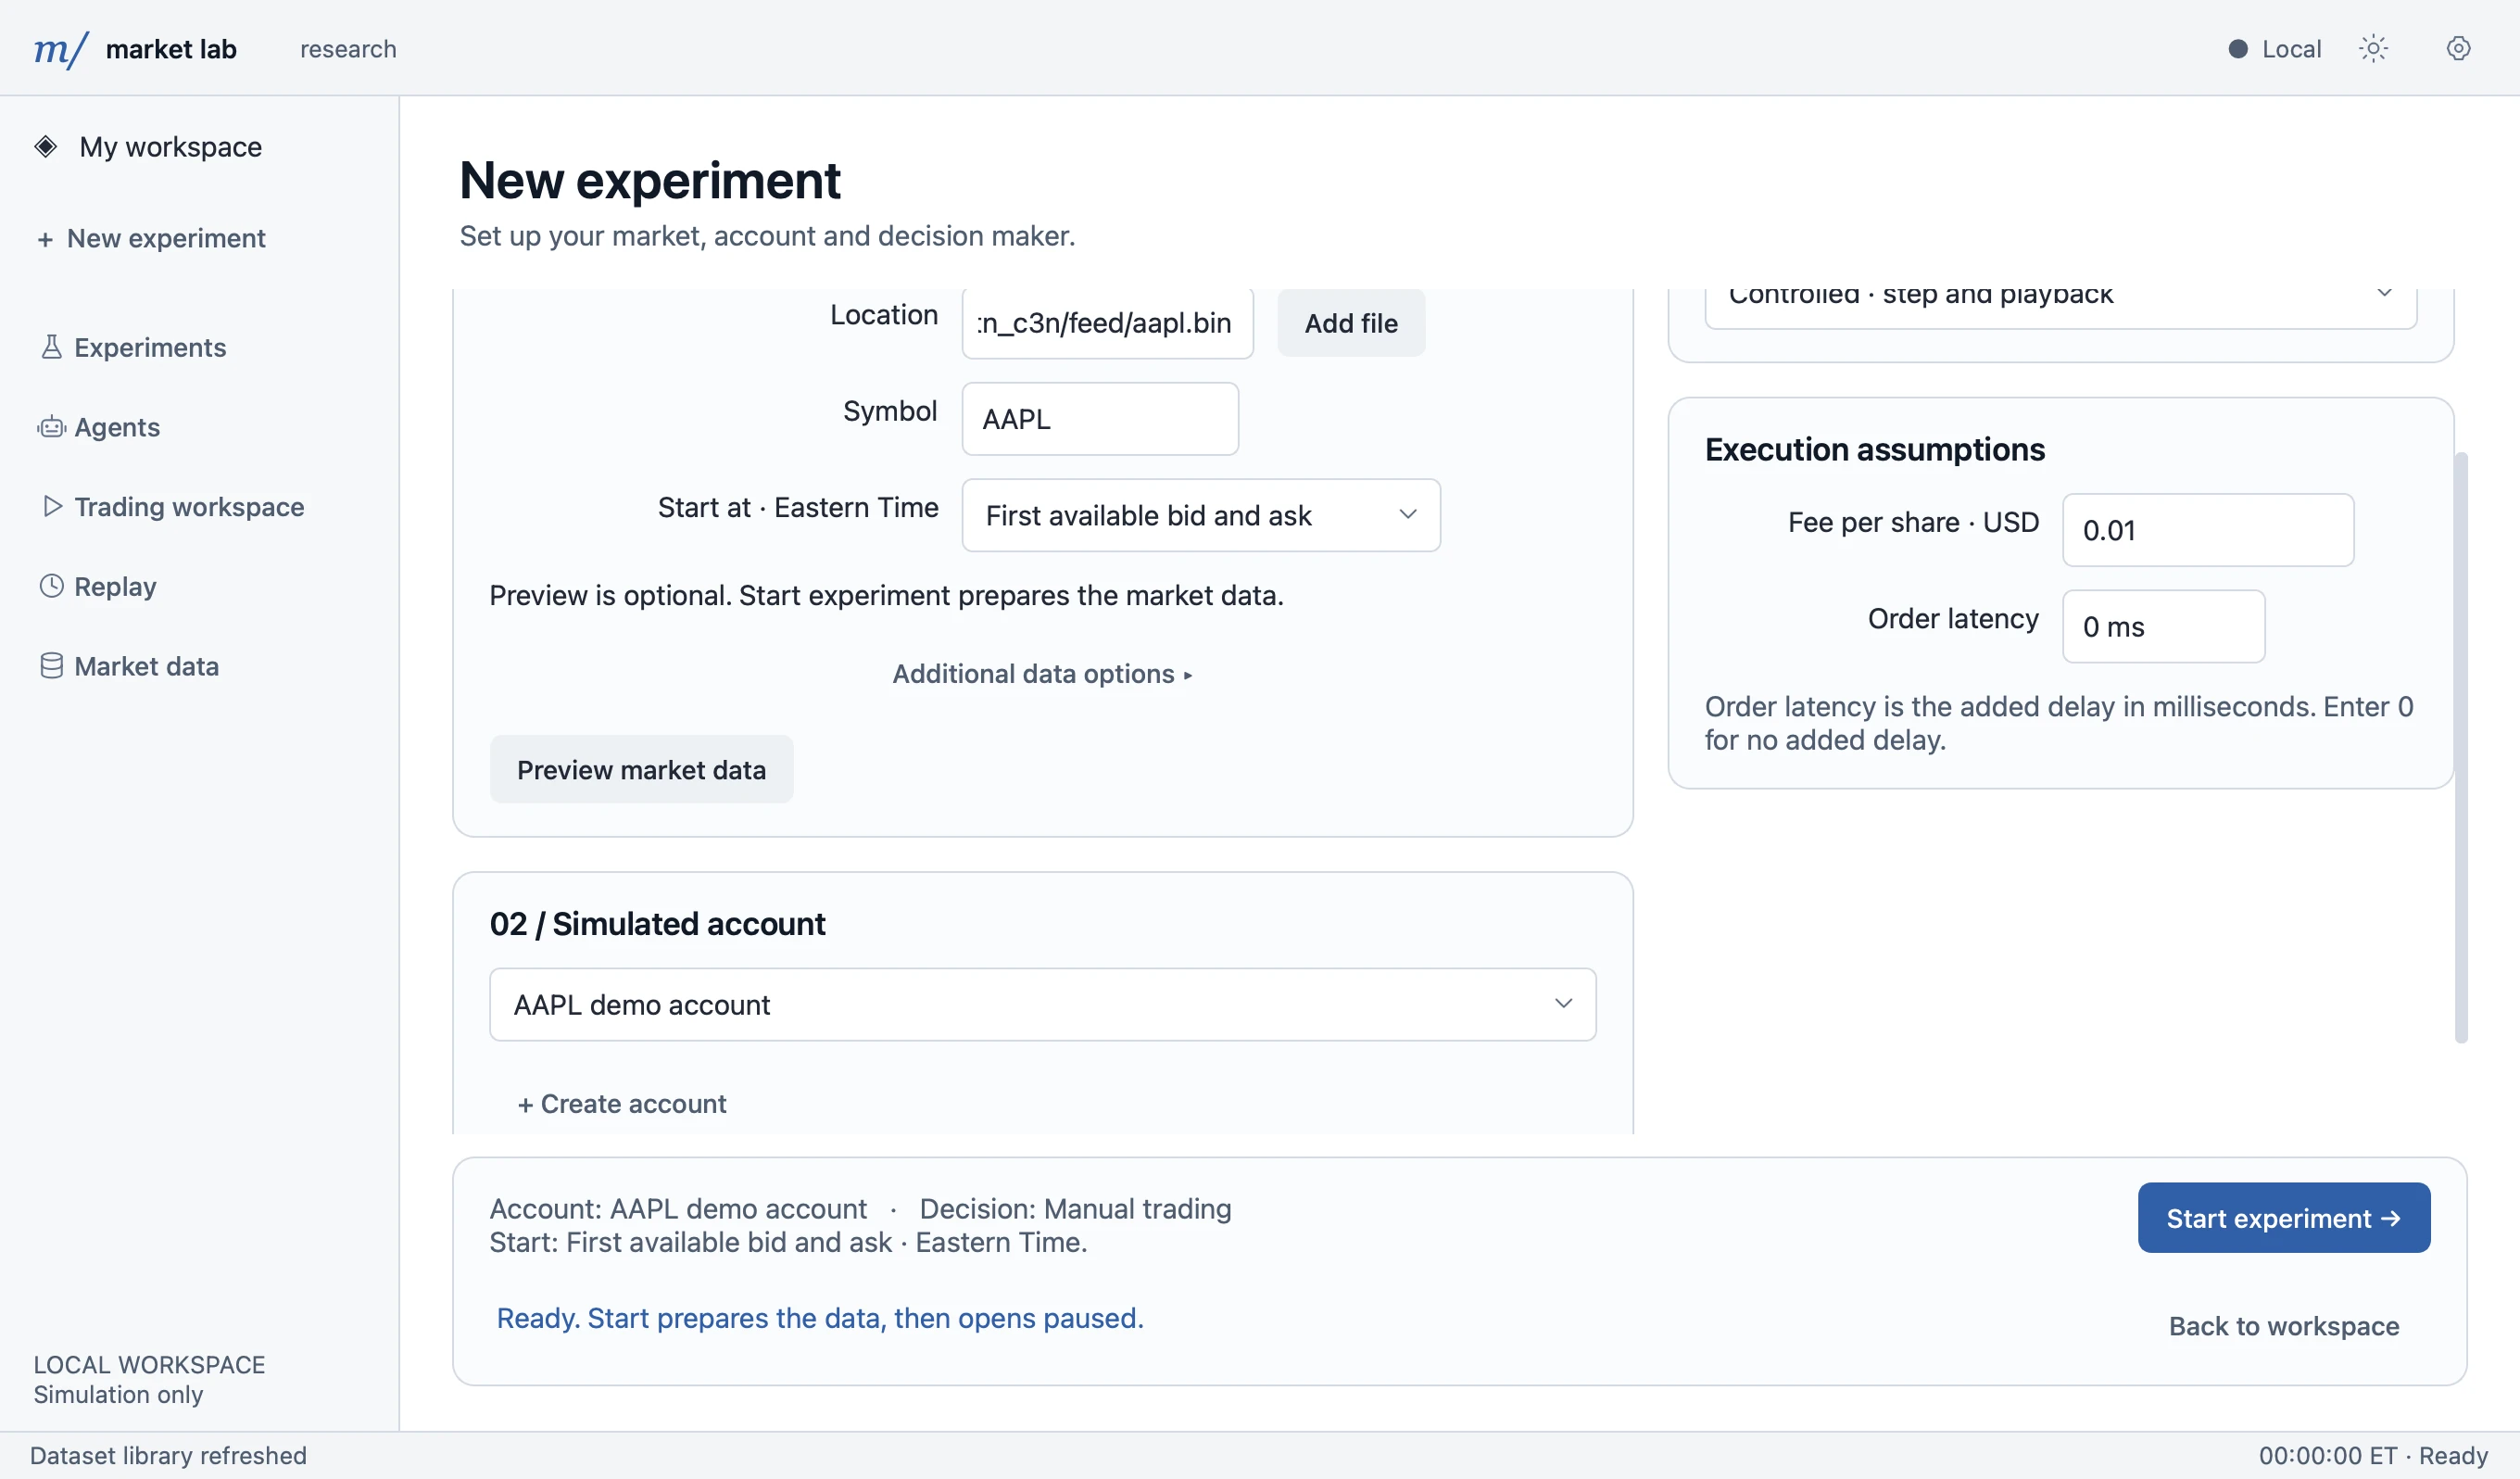 m/ market lab research Local
My workspace
+ New experiment
Experiments
Agents
Trading workspace
Replay
Market data
LOCAL WORKSPACE
Simulation only
New experiment
Set up your market, account and decision maker.
Location :n_c3n/feed/aapl.bin Add file
Symbol AAPL
Start at · Eastern Time First available bid and ask
Preview is optional. Start experiment prepares the market data.
Additional data options ▸
Preview market data
02 / Simulated account
AAPL demo account
+ Create account
Controlled · step and playback
Execution assumptions
Fee per share · USD 0.01
Order latency 0 ms
Order latency is the added delay in milliseconds. Enter 0
for no added delay.
Account: AAPL demo account · Decision: Manual trading
Start: First available bid and ask · Eastern Time.
Ready. Start prepares the data, then opens paused.
Start experiment →
Back to workspace
Dataset library refreshed
00:00:00 ET · Ready